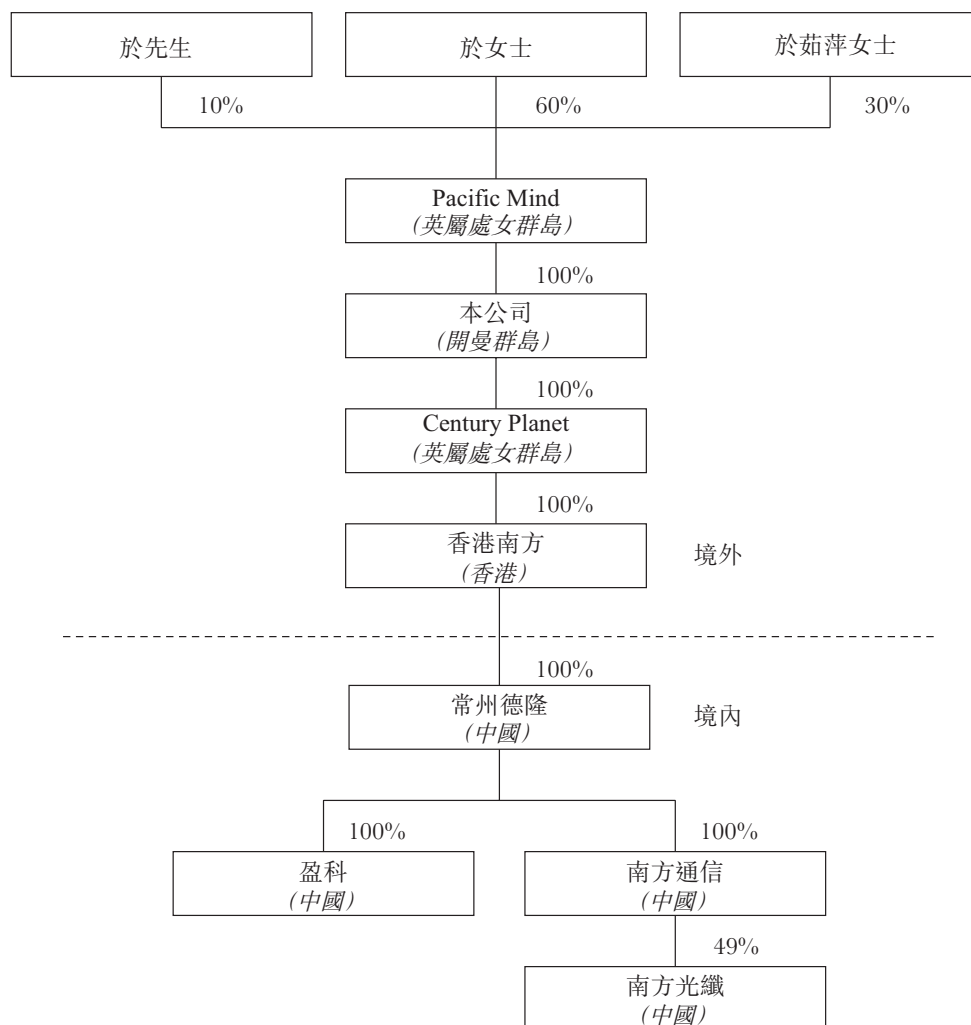 於先生
於女士
於茹萍女士
10%
60%
30%
Pacific Mind
(英屬處女群島)
100%
本公司
(開曼群島)
100%
Century Planet
(英屬處女群島)
100%
香港南方
(香港)
境外
100%
常州德隆
(中國)
境內
100%
100%
盈科
(中國)
南方通信
(中國)
49%
南方光纖
(中國)